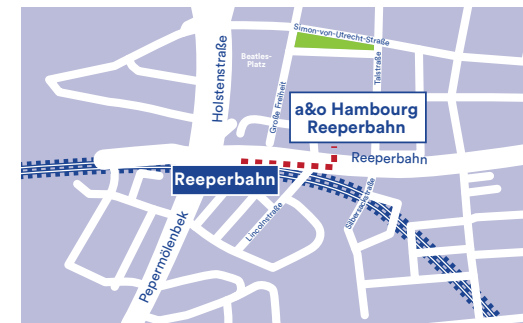 Simon-von-Utrecht-Straße
Holstenstraße
Beatles-
Platz
Talstraße
Große Freiheit
a&o Hambourg
Reeperbahn
Reeperbahn
Reeperbahn
Silbersackstraße
Lincolnstraße
Pepermölenbek